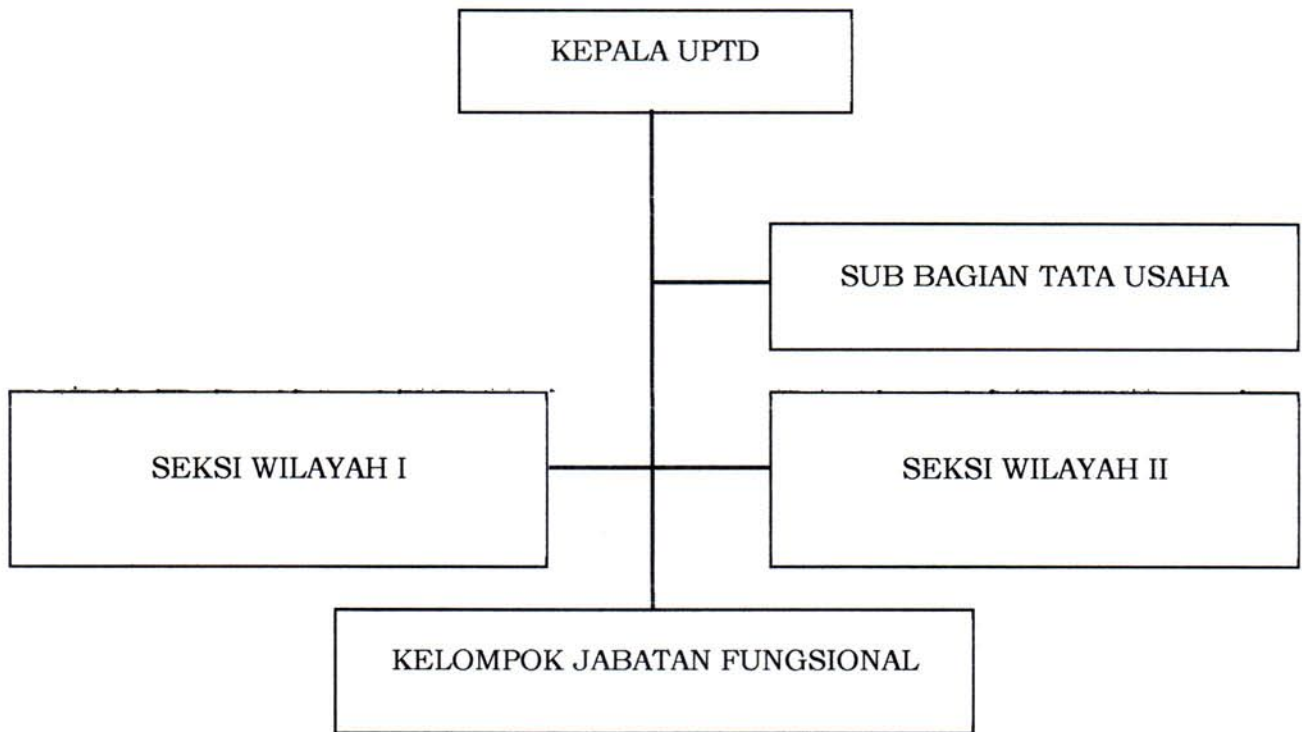 KEPALA UPTD
SUB BAGIAN TATA USAHA
SEKSI WILAYAH I
SEKSI WILAYAH II
KELOMPOK JABATAN FUNGSIONAL